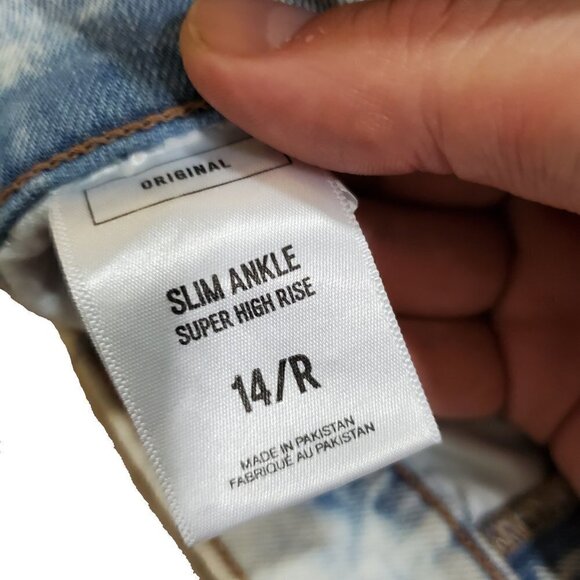 ORIGINAL
SLIM ANKLE
SUPER HIGH RISE
14/R
MADE IN PAKISTAN
FABRIQUÉ AU PAKISTAN